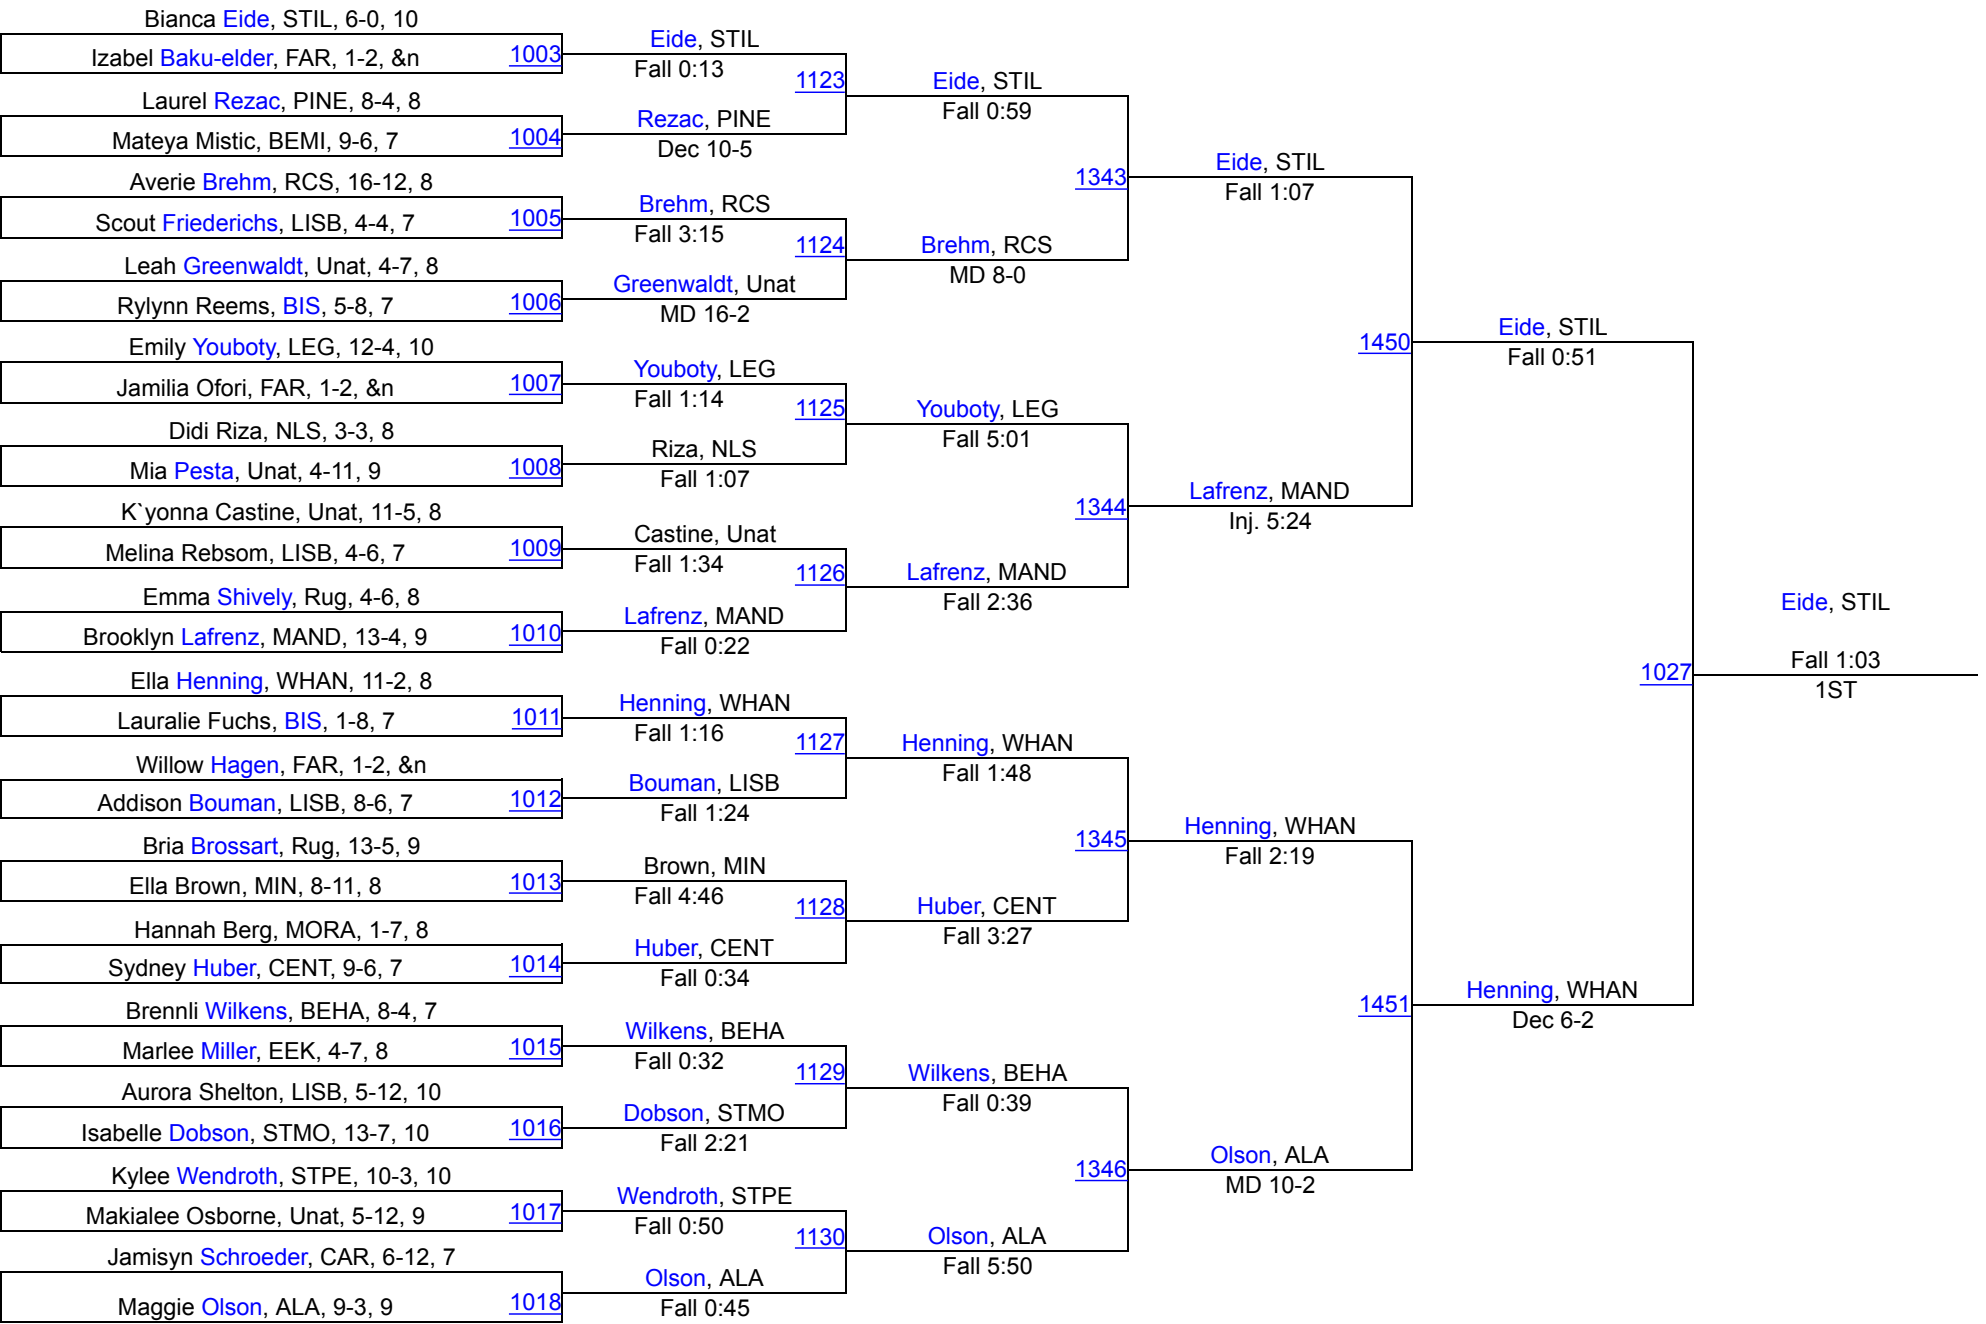 Bianca Eide, STIL, 6-0, 10
Izabel Baku-elder, FAR, 1-2, &n
1003
Laurel Rezac, PINE, 8-4, 8
Mateya Mistic, BEMI, 9-6, 7
1004
Averie Brehm, RCS, 16-12, 8
Scout Friederichs, LISB, 4-4, 7
1005
Leah Greenwaldt, Unat, 4-7, 8
Rylynn Reems, BIS, 5-8, 7
1006
Emily Youboty, LEG, 12-4, 10
Jamilia Ofori, FAR, 1-2, &n
1007
Didi Riza, NLS, 3-3, 8
Mia Pesta, Unat, 4-11, 9
1008
K`yonna Castine, Unat, 11-5, 8
Melina Rebsom, LISB, 4-6, 7
1009
Emma Shively, Rug, 4-6, 8
Brooklyn Lafrenz, MAND, 13-4, 9
1010
Ella Henning, WHAN, 11-2, 8
Lauralie Fuchs, BIS, 1-8, 7
1011
Willow Hagen, FAR, 1-2, &n
Addison Bouman, LISB, 8-6, 7
1012
Bria Brossart, Rug, 13-5, 9
Ella Brown, MIN, 8-11, 8
1013
Hannah Berg, MORA, 1-7, 8
Sydney Huber, CENT, 9-6, 7
1014
Brennli Wilkens, BEHA, 8-4, 7
Marlee Miller, EEK, 4-7, 8
1015
Aurora Shelton, LISB, 5-12, 10
Isabelle Dobson, STMO, 13-7, 10
1016
Kylee Wendroth, STPE, 10-3, 10
Makialee Osborne, Unat, 5-12, 9
1017
Jamisyn Schroeder, CAR, 6-12, 7
Maggie Olson, ALA, 9-3, 9
1018
Eide, STIL
Fall 0:13
1123
Rezac, PINE
Dec 10-5
Brehm, RCS
Fall 3:15
1124
Greenwaldt, Unat
MD 16-2
Youboty, LEG
Fall 1:14
1125
Riza, NLS
Fall 1:07
Castine, Unat
Fall 1:34
1126
Lafrenz, MAND
Fall 0:22
Henning, WHAN
Fall 1:16
1127
Bouman, LISB
Fall 1:24
Brown, MIN
Fall 4:46
1128
Huber, CENT
Fall 0:34
Wilkens, BEHA
Fall 0:32
1129
Dobson, STMO
Fall 2:21
Wendroth, STPE
Fall 0:50
1130
Olson, ALA
Fall 0:45
Eide, STIL
Fall 0:59
1343
Brehm, RCS
MD 8-0
Youboty, LEG
Fall 5:01
1344
Lafrenz, MAND
Fall 2:36
Henning, WHAN
Fall 1:48
1345
Huber, CENT
Fall 3:27
Wilkens, BEHA
Fall 0:39
1346
Olson, ALA
Fall 5:50
Eide, STIL
Fall 1:07
1450
Lafrenz, MAND
Inj. 5:24
Henning, WHAN
Fall 2:19
1451
Olson, ALA
MD 10-2
Eide, STIL
Fall 0:51
1027
Henning, WHAN
Dec 6-2
Eide, STIL
Fall 1:03
1ST